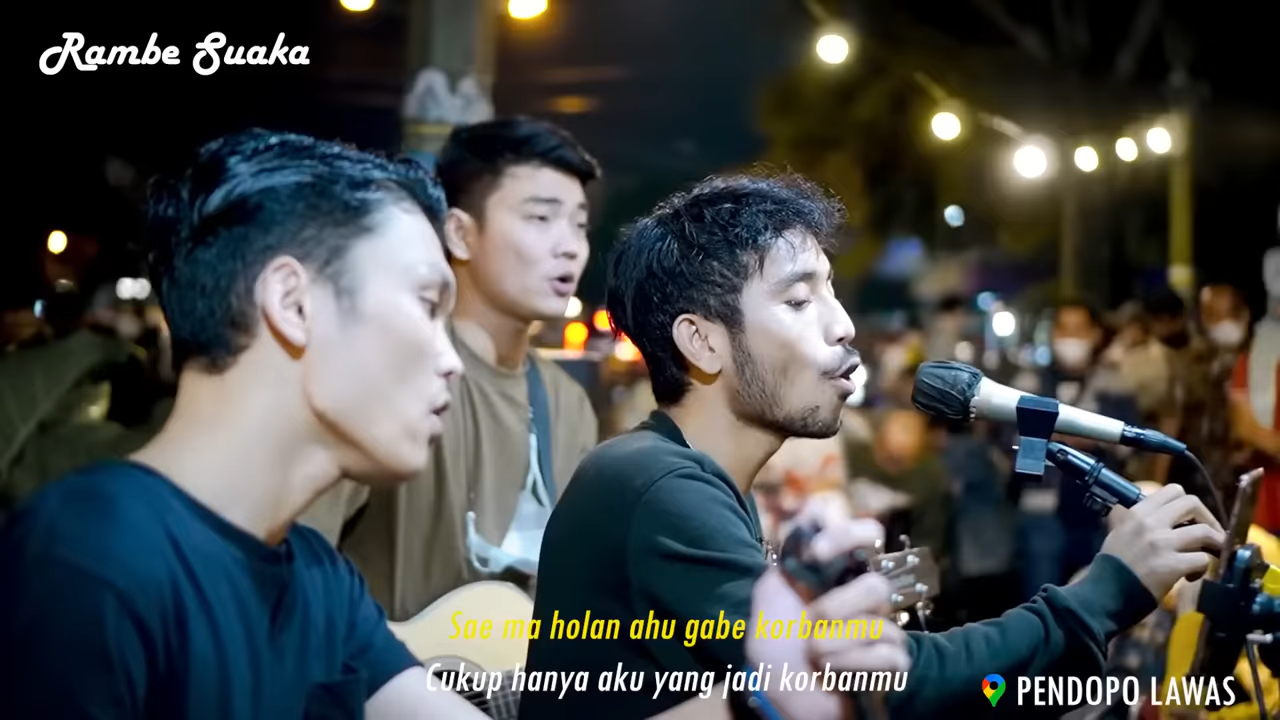 Rambe Suaka
Sae ma holan ahu gabe korbanmu
Cukup hanya aku yang jadi korbanmu
PENDOPO LAWAS